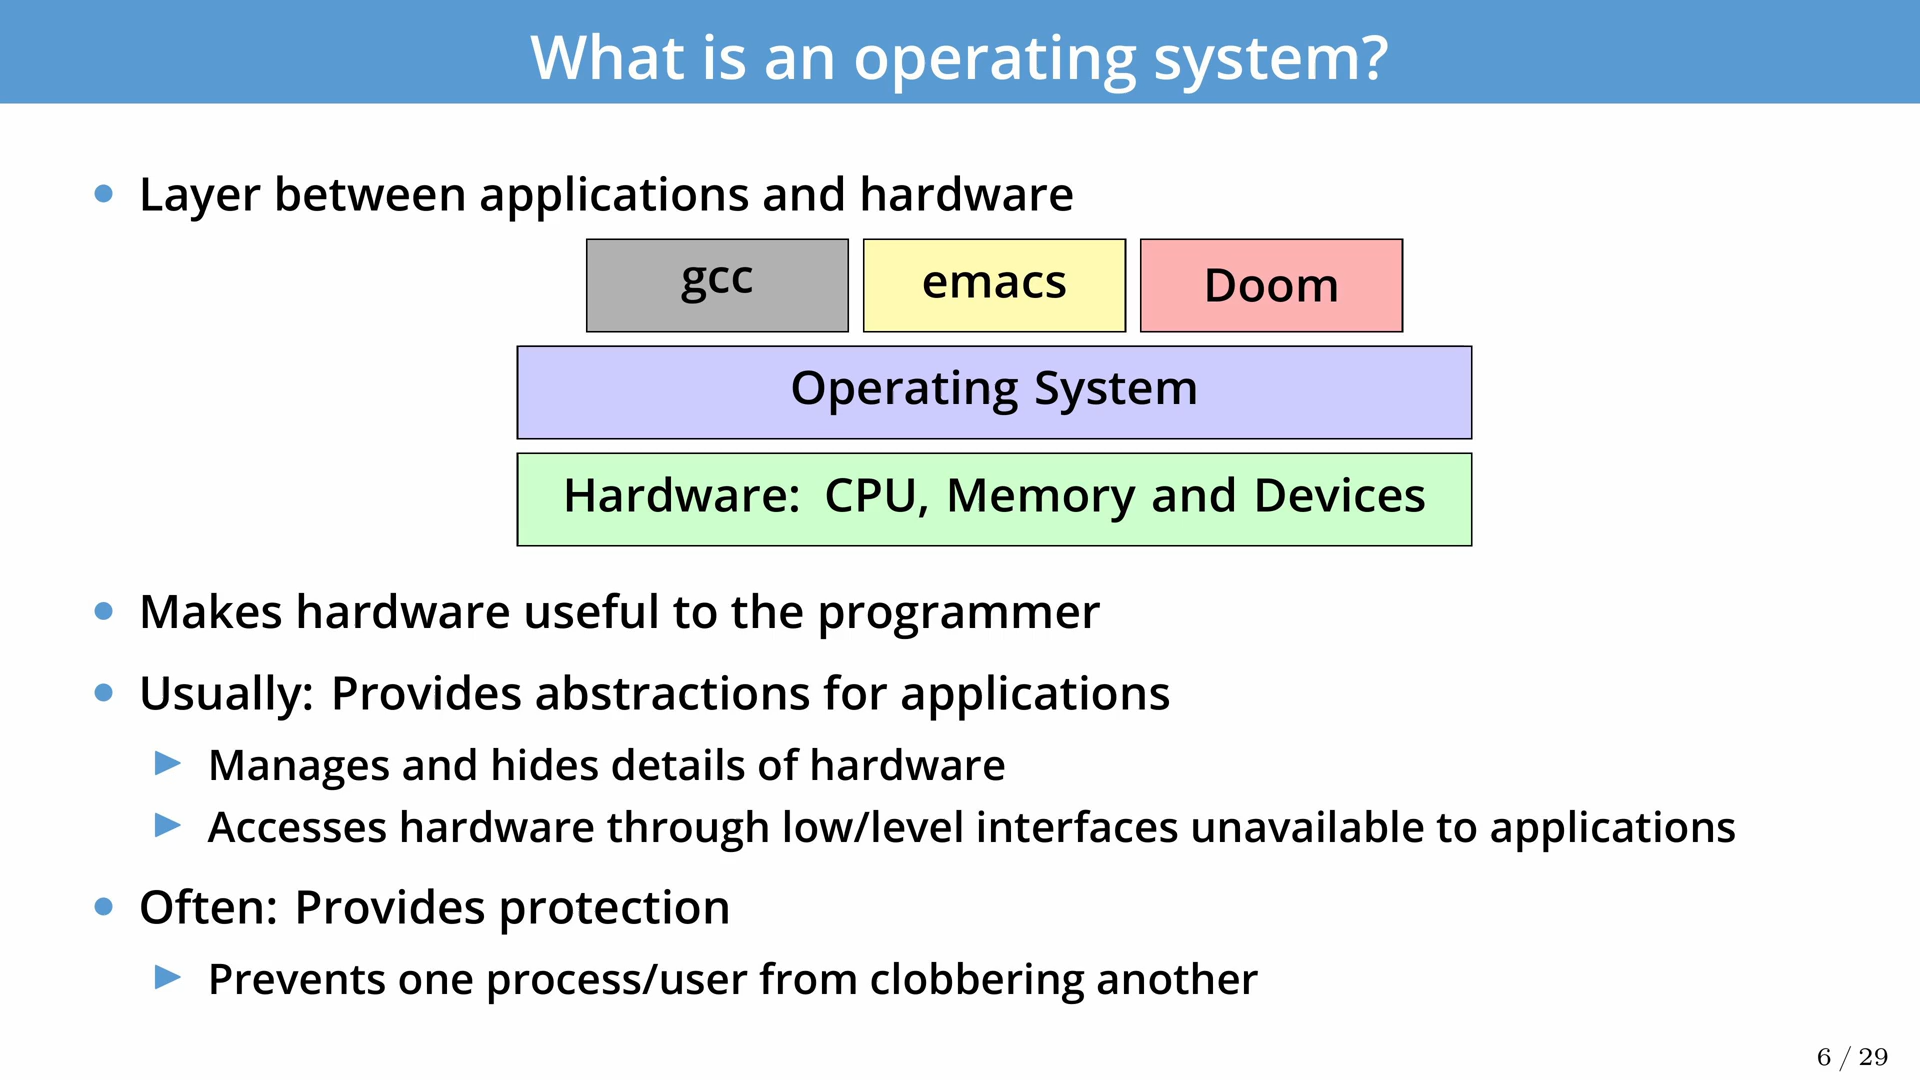 What is an operating system?
• Layer between applications and hardware
gcc emacs Doom
Operating System
Hardware: CPU, Memory and Devices
• Makes hardware useful to the programmer
• Usually: Provides abstractions for applications
▶ Manages and hides details of hardware
▶ Accesses hardware through low/level interfaces unavailable to applications
• Often: Provides protection
▶ Prevents one process/user from clobbering another
6 / 29